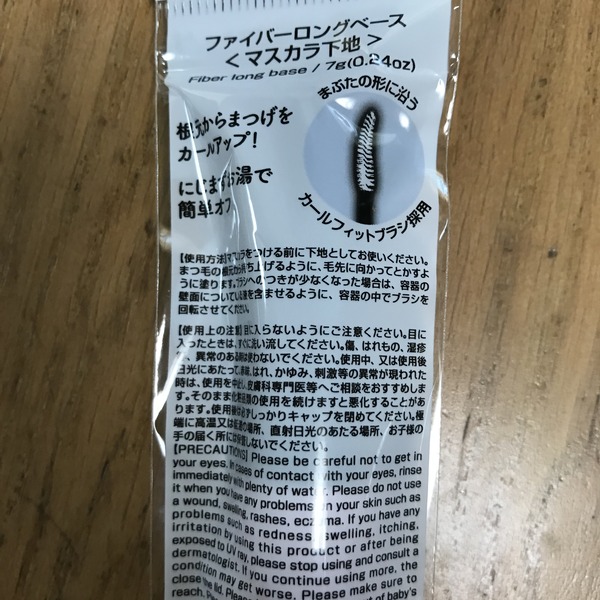 ファイバーロングベース
＜マスカラ下地＞
Fiber long base / 7g(0.24oz)
まぶたの形に沿う
カールフィットブラシ採用
根元からまつげを
カールアップ！
にじまずお湯で
簡単オフ
【使用方法】マスカラをつける前に下地としてお使いください。
まつ毛の根元から持ち上げるように、毛先に向かってとかすよ
うに塗ります。ブラシへのつきが少なくなった場合は、容器の
壁面についている液を含ませるように、容器の中でブラシを
回転させてください。
【使用上の注意】目に入らないようにご注意ください。目に
入ったときは、すぐに洗い流してください。傷、はれもの、湿疹
等、異常のある時は使わないでください。使用中、又は使用後
日光にあたって、赤味、はれ、かゆみ、刺激等の異常が現われた
時は、使用を中止し、皮膚科専門医等へご相談をおすすめしま
す。そのまま化粧品類の使用を続けますと悪化することがあ
ります。使用後は必ずしっかりキャップを閉めてください。極
端に高温又は低温の場所、直射日光のあたる場所、お子様の
手の届く所には保管しないでください。
[PRECAUTIONS] Please be careful not to get in
your eyes. In cases of contact with your eyes, rinse
immediately with plenty of water. Please do not use
it when you have any problems on your skin such as
a wound, swelling, rashes, eczema. If you have any
problems such as redness, swelling, itching,
irritation by using this product or after being
exposed to UV ray, please stop using and consult a
dermatologist. If you continue using more, the
condition may get worse. Please make sure to
close the lid. Please
reach. of baby's